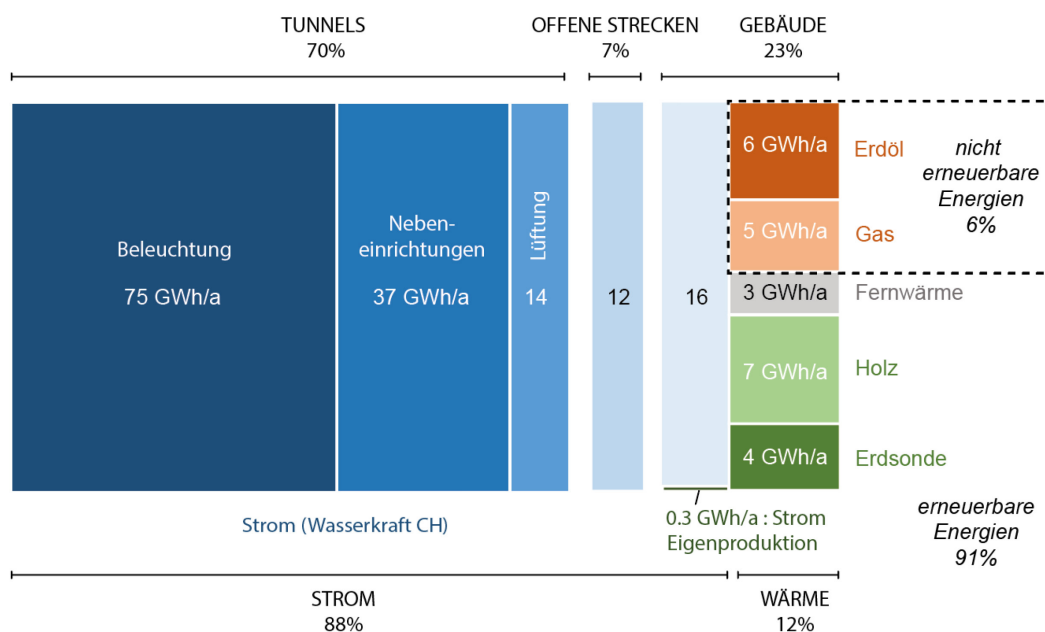 TUNNELS
70%
OFFENE STRECKEN
7%
GEBÄUDE
23%
Beleuchtung
75 GWh/a
Neben-
einrichtungen
37 GWh/a
Lüftung
14
12
16
6 GWh/a
Erdöl
5 GWh/a
Gas
nicht
erneuerbare
Energien
6%
3 GWh/a
Fernwärme
7 GWh/a
Holz
4 GWh/a
Erdsonde
Strom (Wasserkraft CH)
0.3 GWh/a : Strom
Eigenproduktion
erneuerbare
Energien
91%
STROM
88%
WÄRME
12%